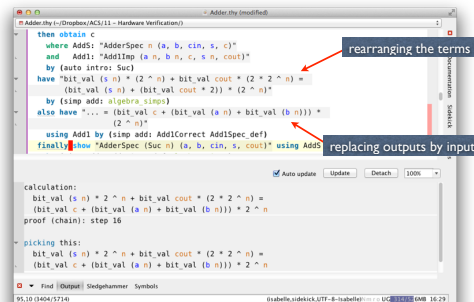 Adder.thy (modified)
Adder.thy (~/Dropbox/ACS/11 – Hardware Verification/)
then obtain c
where AddS: "AdderSpec n (a, b, cin, s, c)"
and Add1: "Add1Imp (a n, b n, c, s n, cout)"
by (auto intro: Suc)
rearranging the terms
have "bit_val (s n) * (2 ^ n) + bit_val cout * (2 * 2 ^ n) =
(bit_val (s n) + (bit_val cout * 2)) * (2 ^ n)"
by (simp add: algebra_simps)
also have "... = (bit_val c + (bit_val (a n) + bit_val (b n))) *
(2 ^ n)"
replacing outputs by input
using Add1 by (simp add: Add1Correct Add1Spec_def)
finally show "AdderSpec (Suc n) (a, b, cin, s, cout)" using AddS
Documentation
Sidekick
Auto update Update Detach 100%
calculation:
bit_val (s n) * 2 ^ n + bit_val cout * (2 * 2 ^ n) =
(bit_val c + (bit_val (a n) + bit_val (b n))) * 2 ^ n
proof (chain): step 16
picking this:
bit_val (s n) * 2 ^ n + bit_val cout * (2 * 2 ^ n) =
(bit_val c + (bit_val (a n) + bit_val (b n))) * 2 ^ n
Find Output Sledgehammer Symbols
95,10 (3404/5714)
(isabelle,sidekick,UTF-8-Isabelle) UG MB 16:29